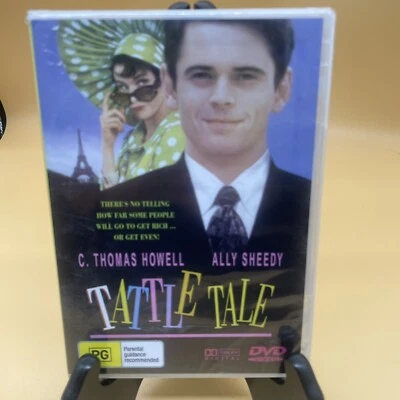 THERE'S NO TELLING
HOW FAR SOME PEOPLE
WILL GO TO GET RICH ...
OR GET EVEN!
C. THOMAS HOWELL ALLY SHEEDY
TATTLE TALE
PG Parental guidance recommended
DIGITAL
DVD